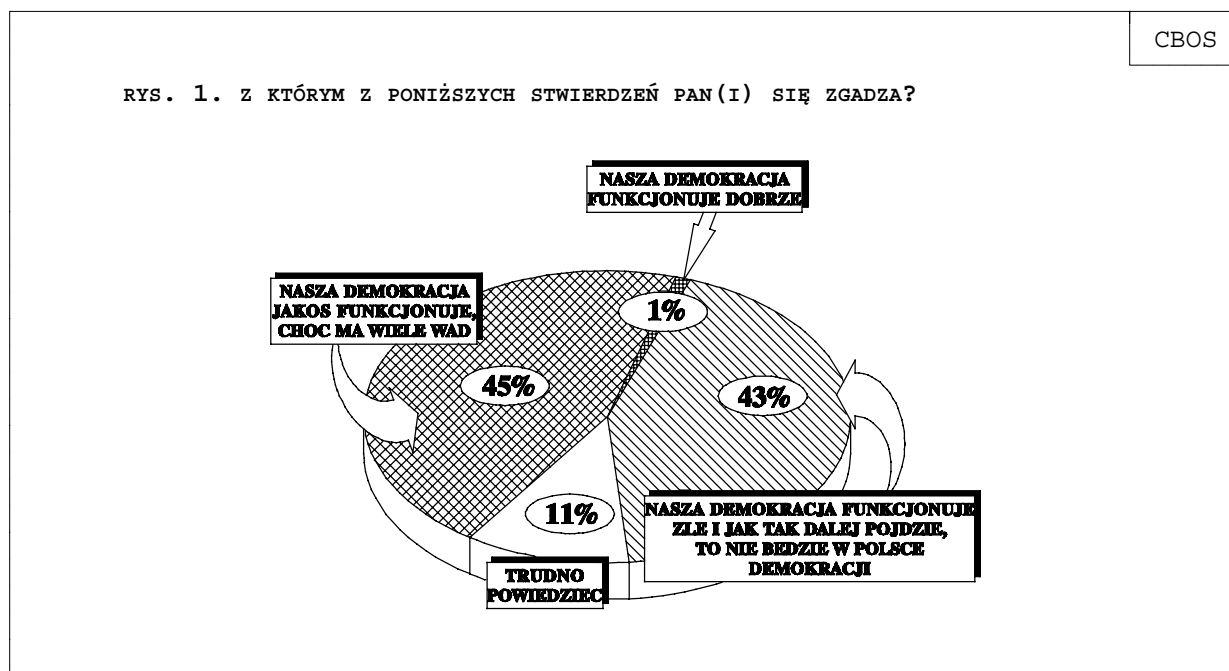 CBOS
RYS. 1. Z KTÓRYM Z PONIŻSZYCH STWIERDZEŃ PAN(I) SIĘ ZGADZA?
NASZA DEMOKRACJA
FUNKCJONUJE DOBRZE
NASZA DEMOKRACJA
JAKOS FUNKCJONUJE,
CHOC MA WIELE WAD
1%
45%
43%
11%
NASZA DEMOKRACJA FUNKCJONUJE
ZLE I JAK TAK DALEJ POJDZIE,
TO NIE BEDZIE W POLSCE
DEMOKRACJI
TRUDNO
POWIEDZIEC